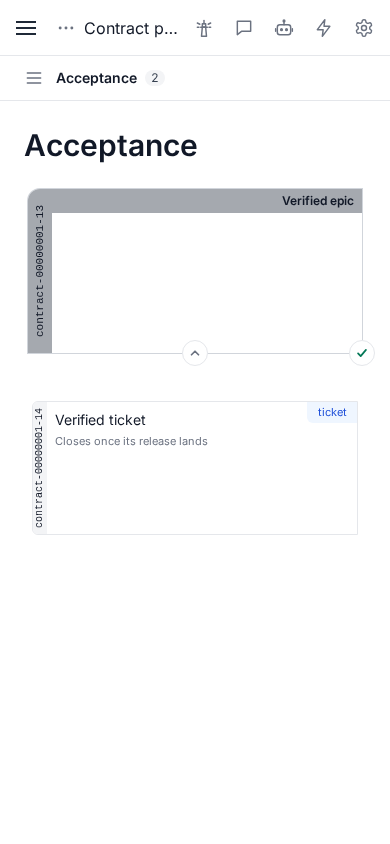 Contract p...
Acceptance 2
Acceptance
Verified epic
contract-00000001-13
ticket
Verified ticket
Closes once its release lands
contract-00000001-14